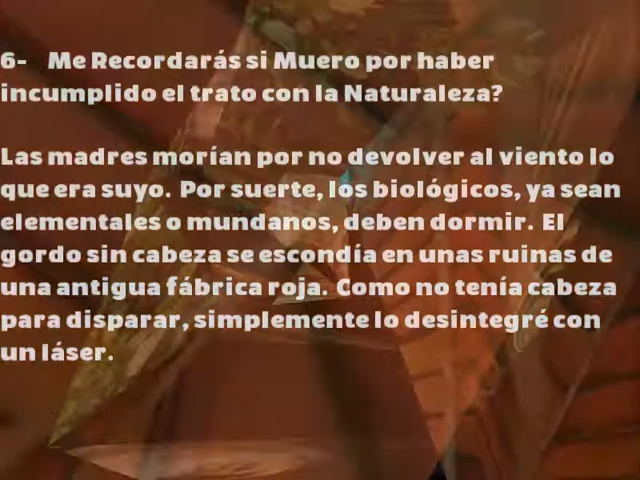 6- Me Recordarás si Muero por haber
incumplido el trato con la Naturaleza?
Las madres morían por no devolver al viento lo
que era suyo. Por suerte, los biológicos, ya sean
elementales o mundanos, deben dormir. El
gordo sin cabeza se escondía en unas ruinas de
una antigua fábrica roja. Como no tenía cabeza
para disparar, simplemente lo desintegré con
un láser.